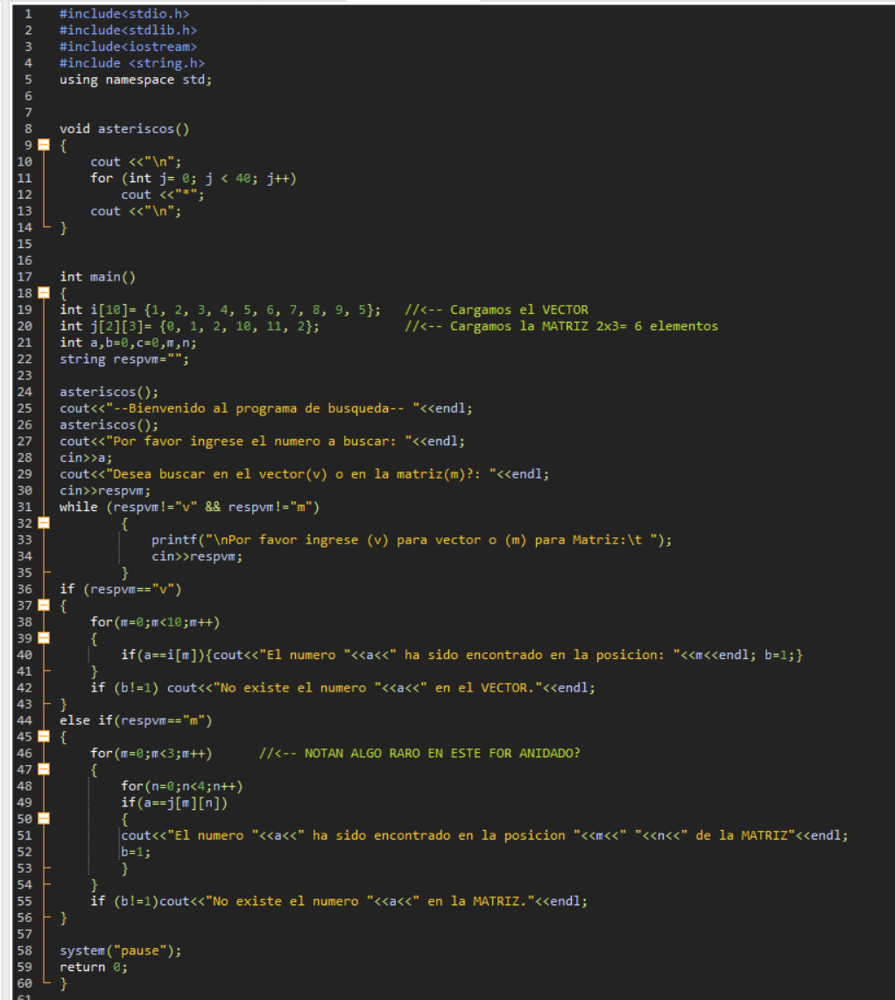 1 #include<stdio.h>
2 #include<stdlib.h>
3 #include<iostream>
4 #include <string.h>
5 using namespace std;
6
7
8 void asteriscos()
9 {
10 cout <<"\n";
11 for (int j= 0; j < 40; j++)
12 cout <<"*";
13 cout <<"\n";
14 }
15
16
17 int main()
18 {
19 int i[10]= {1, 2, 3, 4, 5, 6, 7, 8, 9, 5}; //<-- Cargamos el VECTOR
20 int j[2][3]= {0, 1, 2, 10, 11, 2}; //<-- Cargamos la MATRIZ 2x3= 6 elementos
21 int a,b=0,c=0,m,n;
22 string respvm="";
23
24 asteriscos();
25 cout<<"--Bienvenido al programa de busqueda-- "<<endl;
26 asteriscos();
27 cout<<"Por favor ingrese el numero a buscar: "<<endl;
28 cin>>a;
29 cout<<"Desea buscar en el vector(v) o en la matriz(m)?: "<<endl;
30 cin>>respvm;
31 while (respvm!="v" && respvm!="m")
32 {
33 printf("\nPor favor ingrese (v) para vector o (m) para Matriz:\t ");
34 cin>>respvm;
35 }
36 if (respvm=="v")
37 {
38 for(m=0;m<10;m++)
39 {
40 if(a==i[m]){cout<<"El numero "<<a<<" ha sido encontrado en la posicion: "<<m<<endl; b=1;}
41 }
42 if (b!=1) cout<<"No existe el numero "<<a<<" en el VECTOR."<<endl;
43 }
44 else if(respvm=="m")
45 {
46 for(m=0;m<3;m++) //<-- NOTAN ALGO RARO EN ESTE FOR ANIDADO?
47 {
48 for(n=0;n<4;n++)
49 if(a==j[m][n])
50 {
51 cout<<"El numero "<<a<<" ha sido encontrado en la posicion "<<m<<" "<<n<<" de la MATRIZ"<<endl;
52 b=1;
53 }
54 }
55 if (b!=1)cout<<"No existe el numero "<<a<<" en la MATRIZ."<<endl;
56 }
57
58 system("pause");
59 return 0;
60 }
61